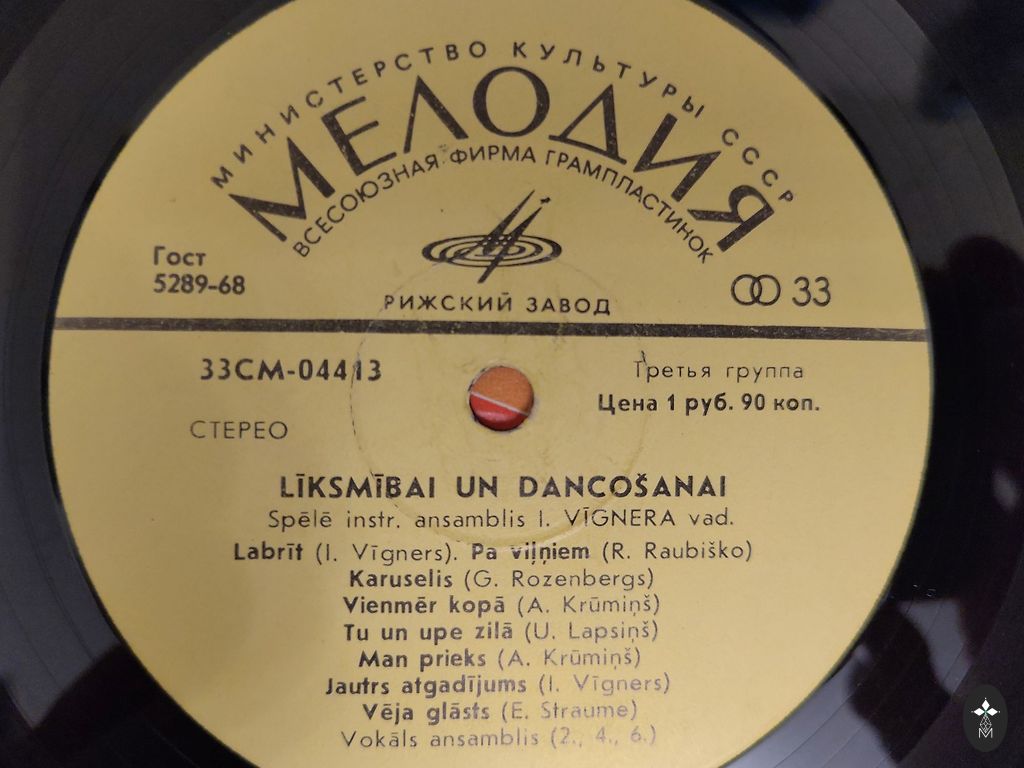 МИНИСТЕРСТВО КУЛЬТУРЫ СССР
МЕЛОДИЯ
ВСЕСОЮЗНАЯ ФИРМА ГРАМПЛАСТИНОК
Гост
5289-68
РИЖСКИЙ ЗАВОД
33
33СМ-04413
Третья группа
Цена 1 руб. 90 коп.
СТЕРЕО
LĪKSMĪBAI UN DANCOŠANAI
Spēlē instr. ansamblis I. VĪGNERA vad.
Labrīt (I. Vīgners). Pa viļņiem (R. Raubiško)
Karuselis (G. Rozenbergs)
Vienmēr kopā (A. Krūmiņš)
Tu un upe zilā (U. Lapsiņš)
Man prieks (A. Krūmiņš)
Jautrs atgadījums (I. Vīgners)
Vēja glāsts (E. Straume)
Vokāls ansamblis (2., 4., 6.)
M